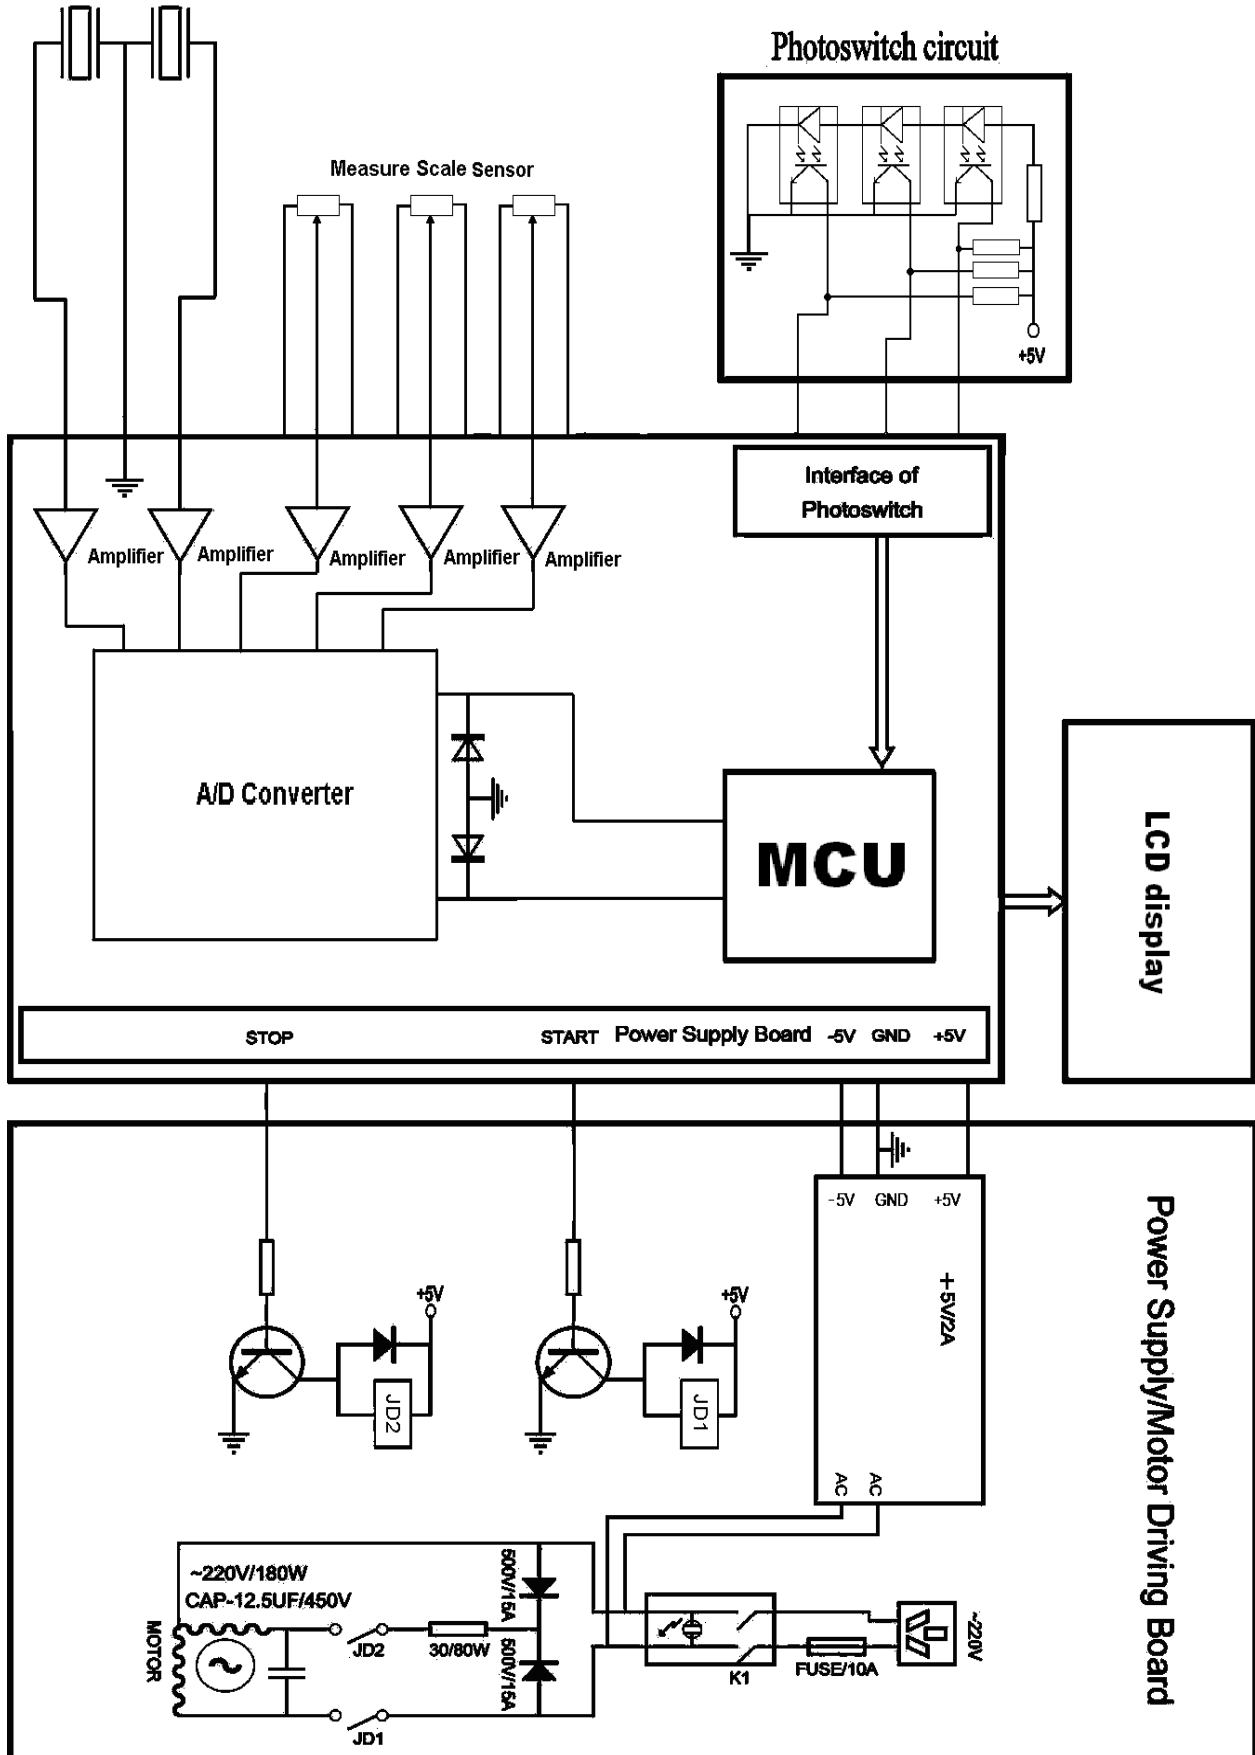 Photoswitch circuit
Measure Scale Sensor
+5V
Interface of
Photoswitch
Amplifier
Amplifier
Amplifier
Amplifier
Amplifier
A/D Converter
MCU
LCD display
STOP
START
Power Supply Board
-5V
GND
+5V
-5V
GND
+5V
+5V/2A
Power Supply/Motor Driving Board
+5V
+5V
JD2
JD1
AC
AC
~220V/180W
CAP-12.5UF/450V
500V/15A
500V/15A
MOTOR
JD2
30/80W
JD1
K1
FUSE/10A
~220V